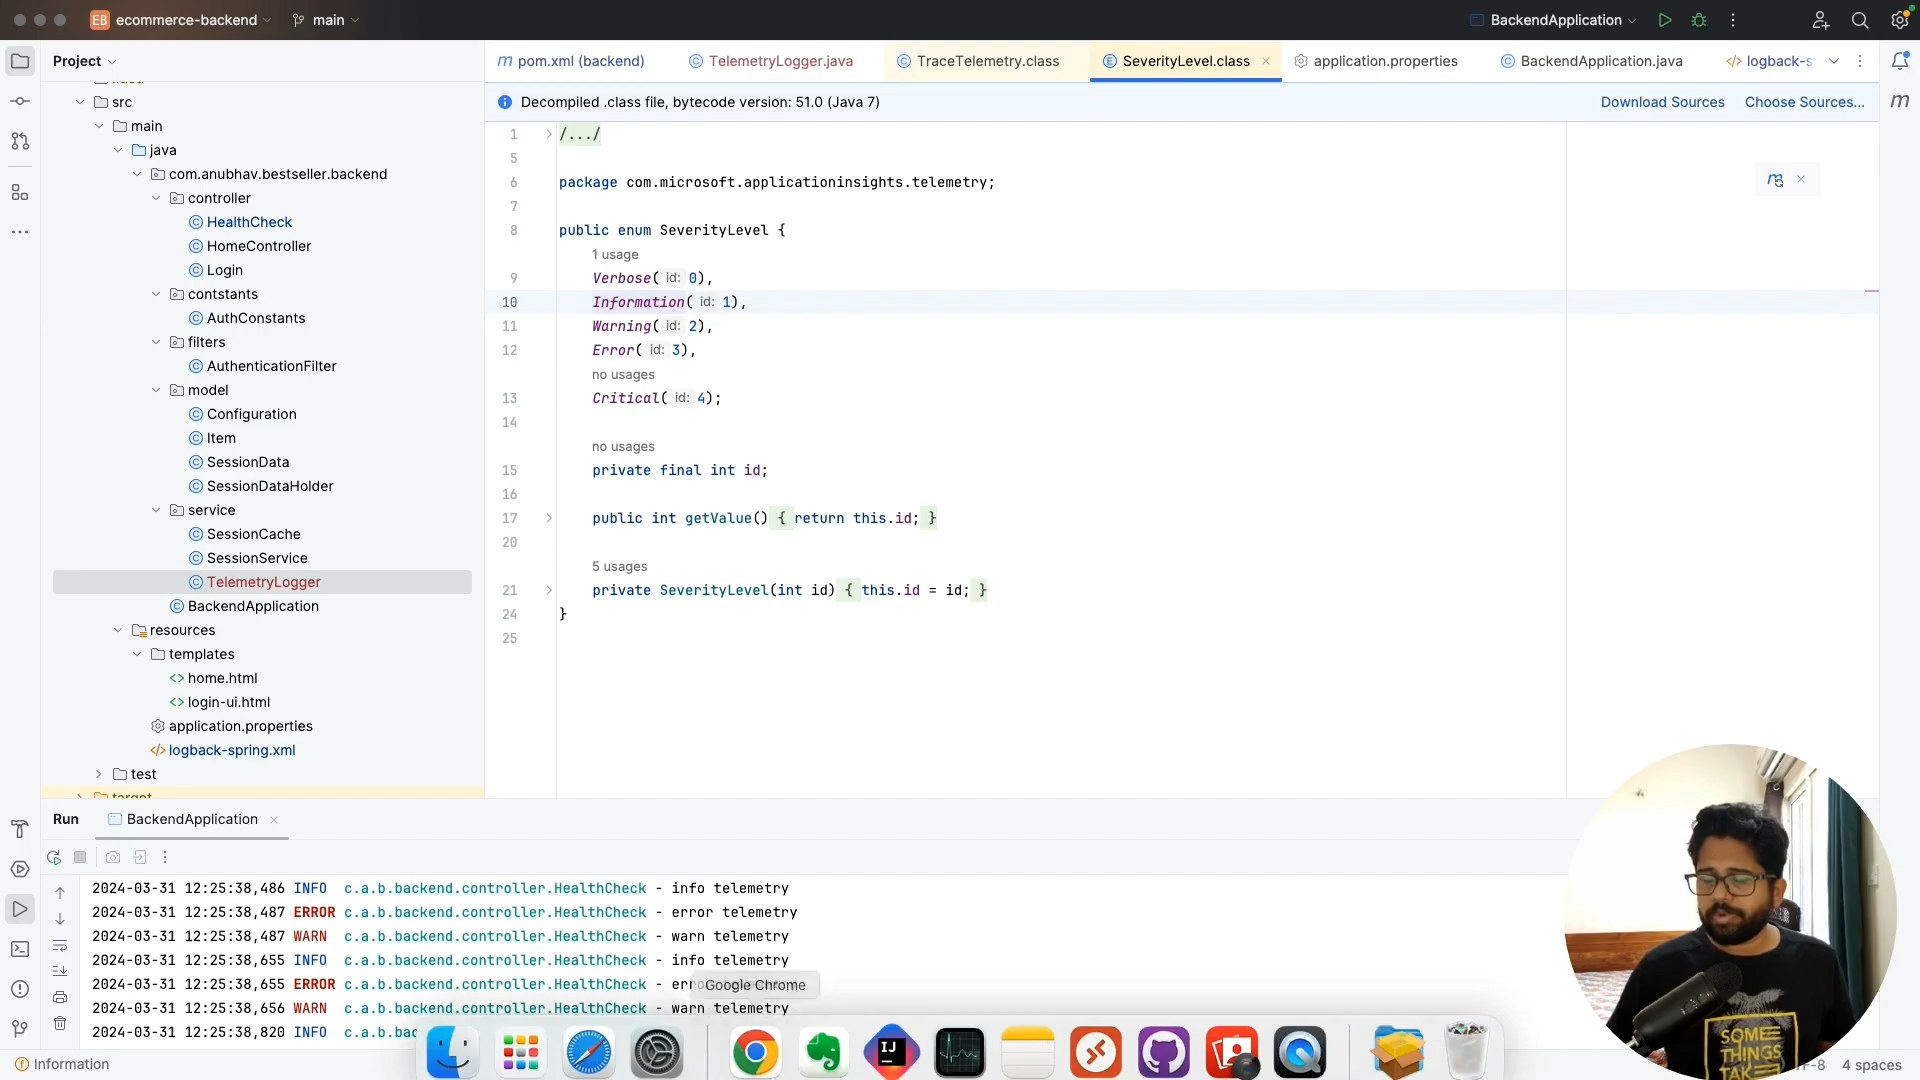 EB ecommerce-backend main BackendApplication
Project
pom.xml (backend) TelemetryLogger.java TraceTelemetry.class SeverityLevel.class application.properties BackendApplication.java logback-s
Decompiled .class file, bytecode version: 51.0 (Java 7) Download Sources Choose Sources...
src
main
java
com.anubhav.bestseller.backend
controller
HealthCheck
HomeController
Login
contstants
AuthConstants
filters
AuthenticationFilter
model
Configuration
Item
SessionData
SessionDataHolder
service
SessionCache
SessionService
TelemetryLogger
BackendApplication
resources
templates
home.html
login-ui.html
application.properties
logback-spring.xml
test
target
1 /.../
5
6 package com.microsoft.applicationinsights.telemetry;
7
8 public enum SeverityLevel {
1 usage
9 Verbose( id: 0),
10 Information( id: 1),
11 Warning( id: 2),
12 Error( id: 3),
no usages
13 Critical( id: 4);
14
no usages
15 private final int id;
16
17 public int getValue() { return this.id; }
20
5 usages
21 private SeverityLevel(int id) { this.id = id; }
24 }
25
Run BackendApplication
2024-03-31 12:25:38,486 INFO c.a.b.backend.controller.HealthCheck - info telemetry
2024-03-31 12:25:38,487 ERROR c.a.b.backend.controller.HealthCheck - error telemetry
2024-03-31 12:25:38,487 WARN c.a.b.backend.controller.HealthCheck - warn telemetry
2024-03-31 12:25:38,655 INFO c.a.b.backend.controller.HealthCheck - info telemetry
2024-03-31 12:25:38,655 ERROR c.a.b.backend.controller.HealthCheck - erro
Google Chrome
2024-03-31 12:25:38,656 WARN c.a.b.backend.controller.HealthCheck - warn telemetry
2024-03-31 12:25:38,820 INFO c.a.b.bac
IJ
Information
F-8 4 spaces
SOME
THINGS
TAKE